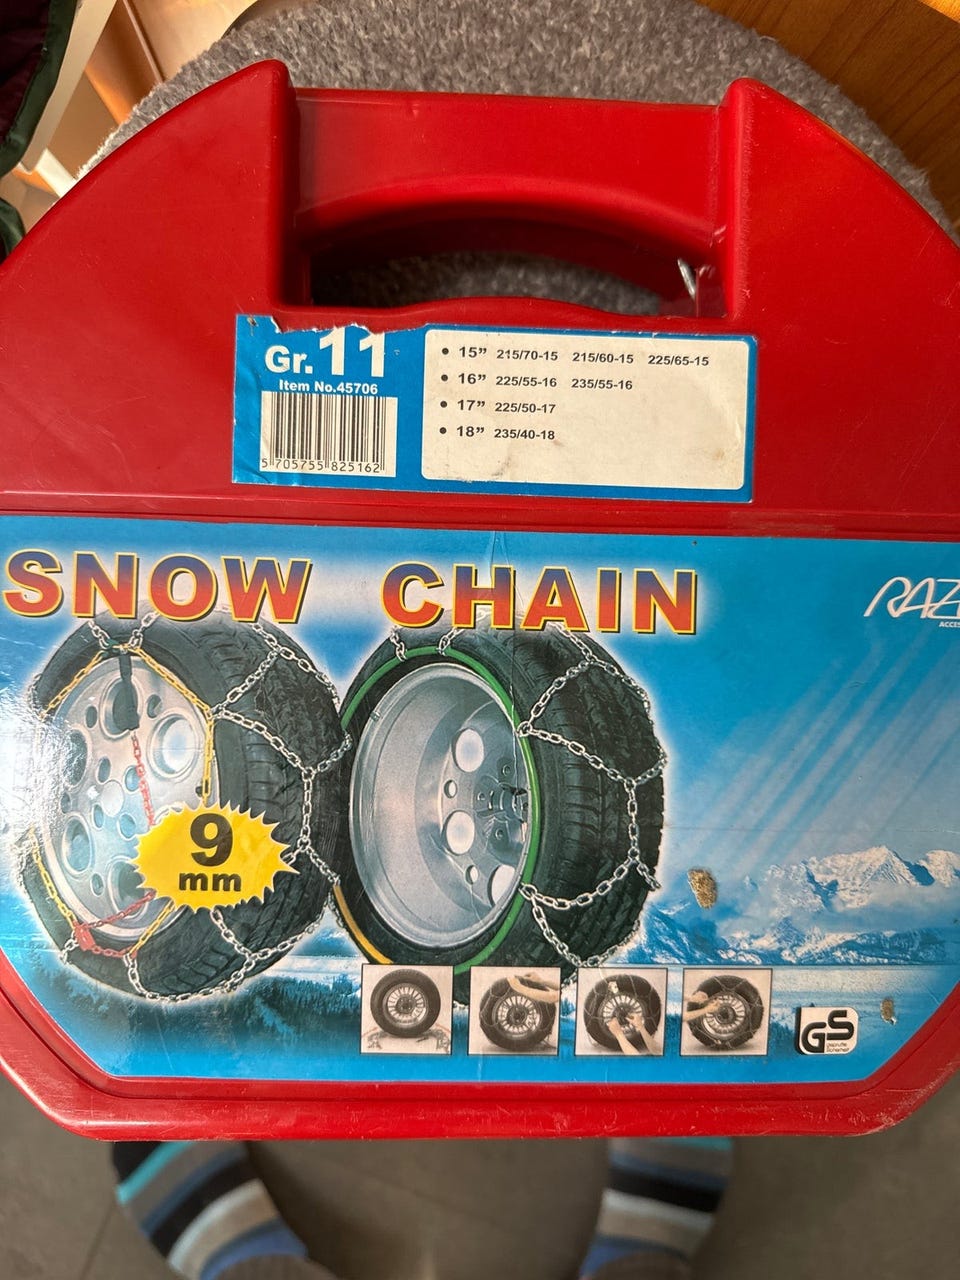 Gr. 11
Item No.45706
5 705755 825162
• 15” 215/70-15 215/60-15 225/65-15
• 16” 225/55-16 235/55-16
• 17” 225/50-17
• 18” 235/40-18
SNOW CHAIN
9
mm
GS
geprüfte
Sicherheit